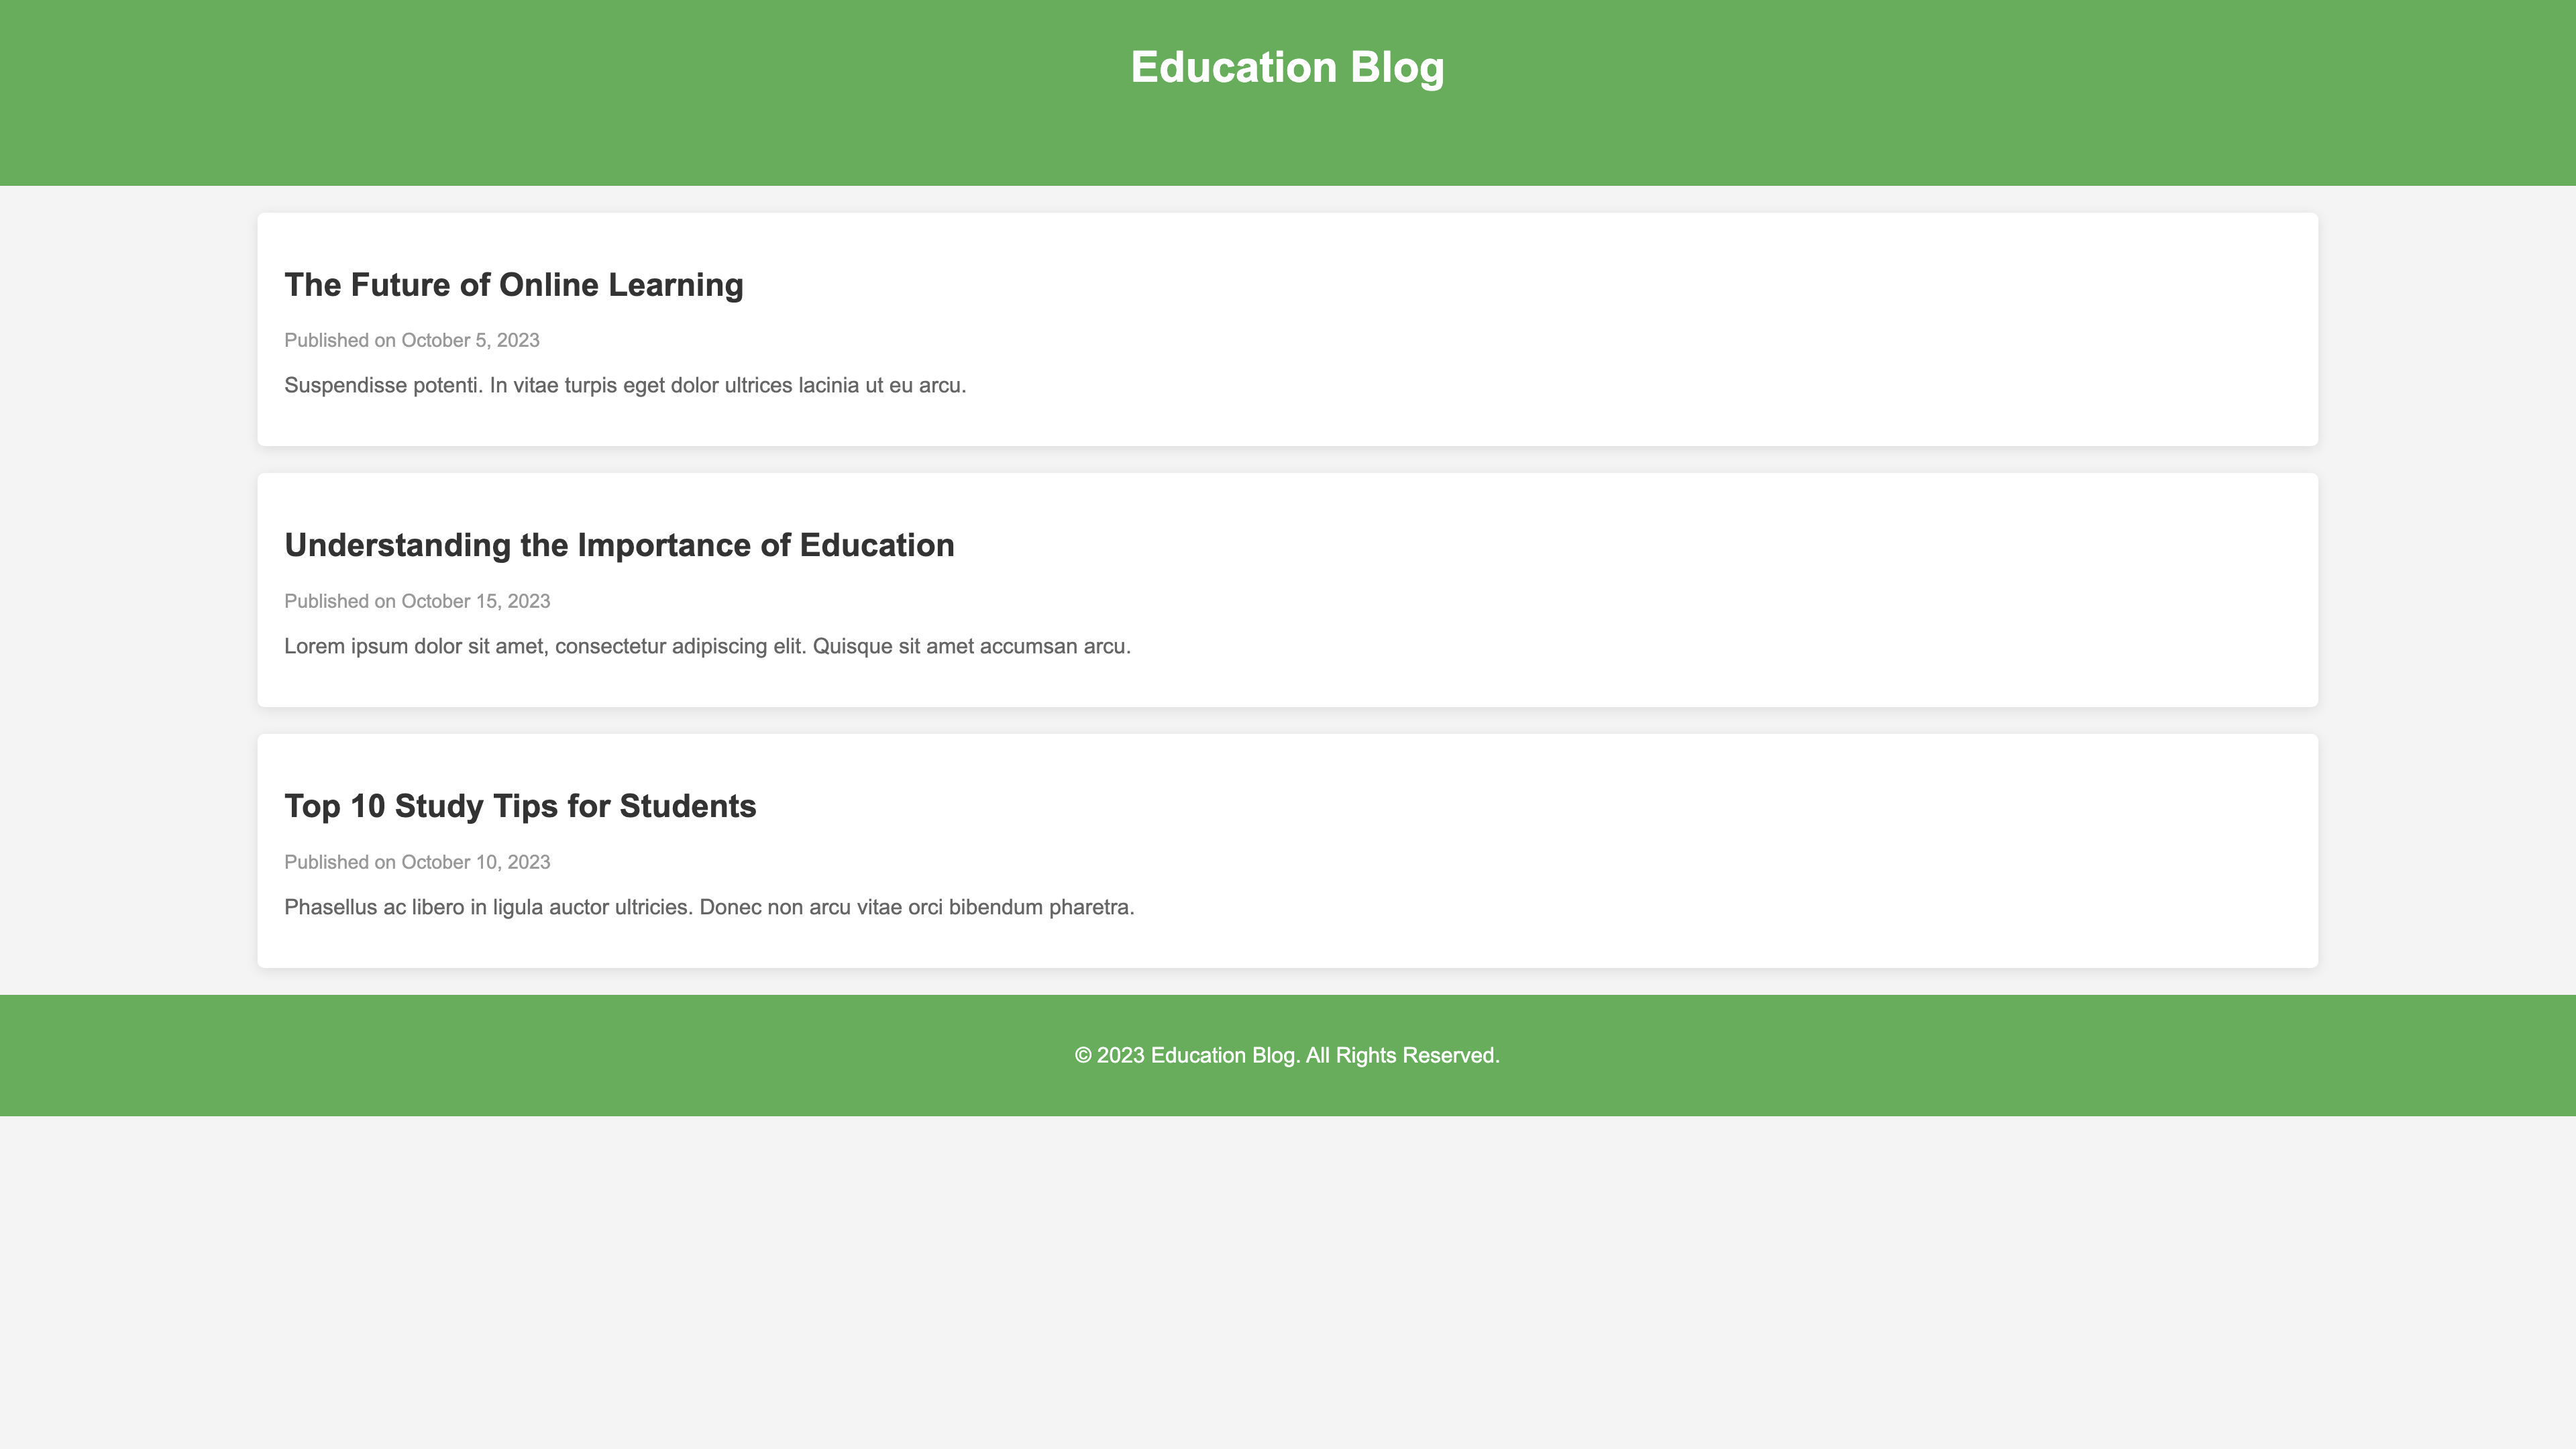 Education Blog
The Future of Online Learning
Published on October 5, 2023
Suspendisse potenti. In vitae turpis eget dolor ultrices lacinia ut eu arcu.
Understanding the Importance of Education
Published on October 15, 2023
Lorem ipsum dolor sit amet, consectetur adipiscing elit. Quisque sit amet accumsan arcu.
Top 10 Study Tips for Students
Published on October 10, 2023
Phasellus ac libero in ligula auctor ultricies. Donec non arcu vitae orci bibendum pharetra.
© 2023 Education Blog. All Rights Reserved.